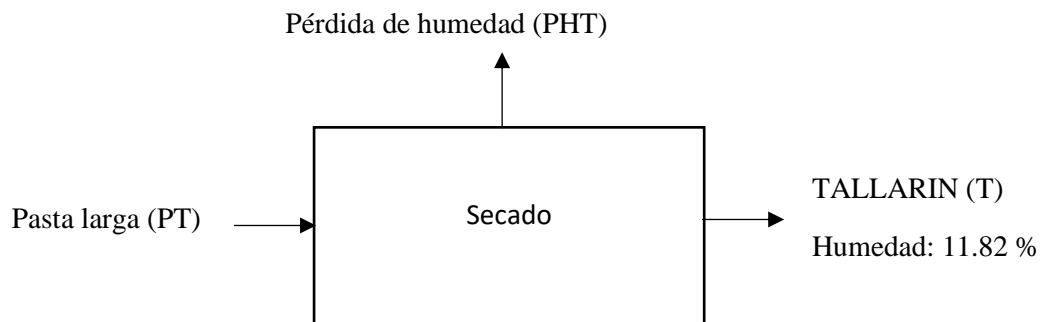 Pérdida de humedad (PHT)
TALLARIN (T)
Pasta larga (PT)
Secado
Humedad: 11.82 %